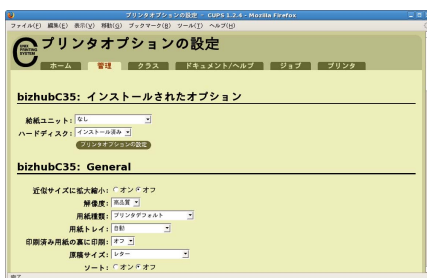 プリンタオプションの設定 - CUPS 1.2.4 - Mozilla Firefox
ファイル(F) 編集(E) 表示(V) 移動(G) ブックマーク(B) ツール(T) ヘルプ(H)
プリンタオプションの設定
ホーム 管理 クラス ドキュメント/ヘルプ ジョブ プリンタ
bizhubC35: インストールされたオプション
給紙ユニット: なし
ハードディスク: インストール済み
プリンタオプションの設定
bizhubC35: General
近似サイズに拡大縮小: オン オフ
解像度: 高品質
用紙種類: プリンタデフォルト
用紙トレイ: 自動
印刷済み用紙の裏に印刷: オフ
原稿サイズ: レター
ソート: オン オフ
完了